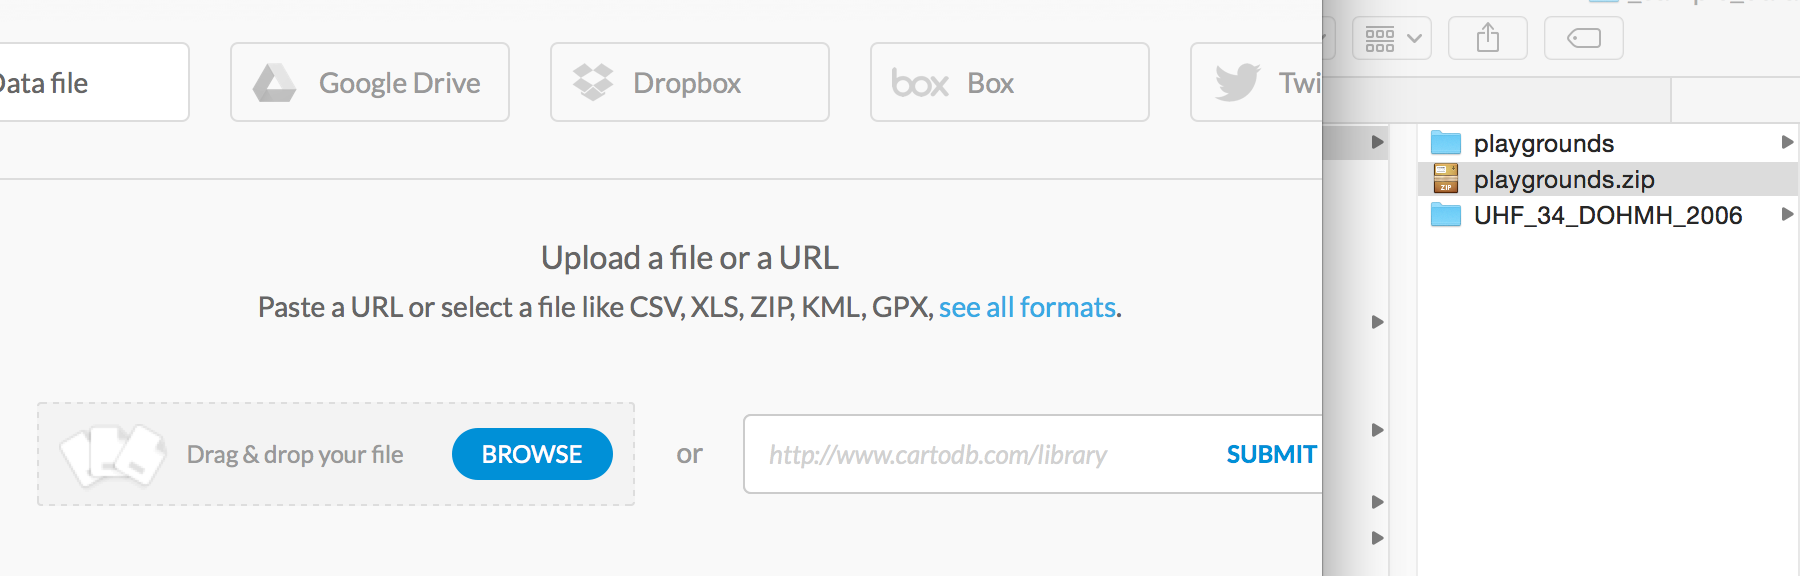 Data file
Google Drive
Dropbox
box Box
Twi
playgrounds
playgrounds.zip
ZIP
UHF_34_DOHMH_2006
Upload a file or a URL
Paste a URL or select a file like CSV, XLS, ZIP, KML, GPX, see all formats.
Drag & drop your file
BROWSE
or
http://www.cartodb.com/library
SUBMIT